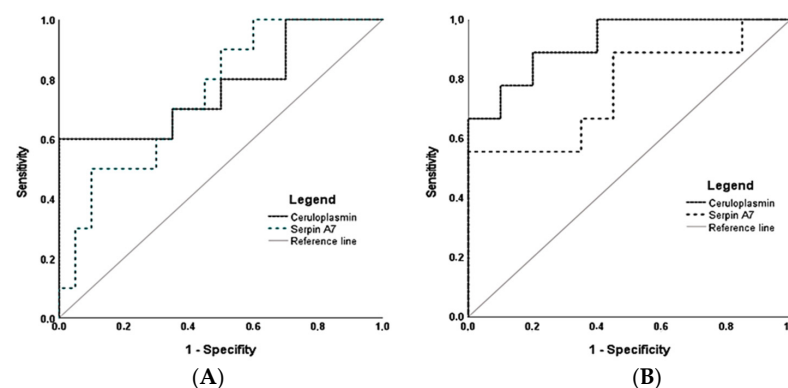 1.0
0.8
0.6
0.4
0.2
0.0
Sensitivity
0.0 0.2 0.4 0.6 0.8 1.0
1 - Specifity
Legend
Ceruloplasmin
Serpin A7
Reference line
(A)
1,0
0.8
0.6
0.4
0.2
0.0
Sensitivity
0.0 0.2 0.4 0.6 0.8 1.0
1 - Specificity
Legend
Ceruloplasmin
Serpin A7
Reference line
(B)